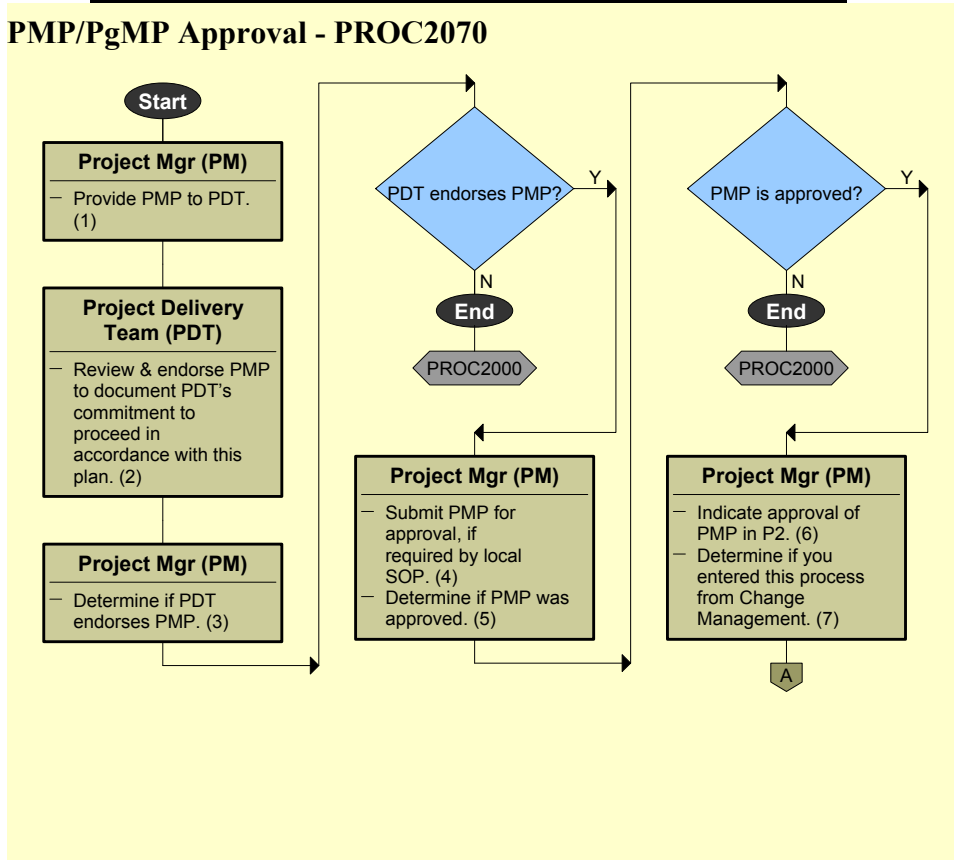 PMP/PgMP Approval - PROC2070
Start
Project Mgr (PM)
– Provide PMP to PDT.
(1)
Project Delivery
Team (PDT)
– Review & endorse PMP
to document PDT's
commitment to
proceed in
accordance with this
plan. (2)
Project Mgr (PM)
– Determine if PDT
endorses PMP. (3)
PDT endorses PMP?
Y
N
End
PROC2000
Project Mgr (PM)
– Submit PMP for
approval, if
required by local
SOP. (4)
– Determine if PMP was
approved. (5)
PMP is approved?
Y
N
End
PROC2000
Project Mgr (PM)
– Indicate approval of
PMP in P2. (6)
– Determine if you
entered this process
from Change
Management. (7)
A